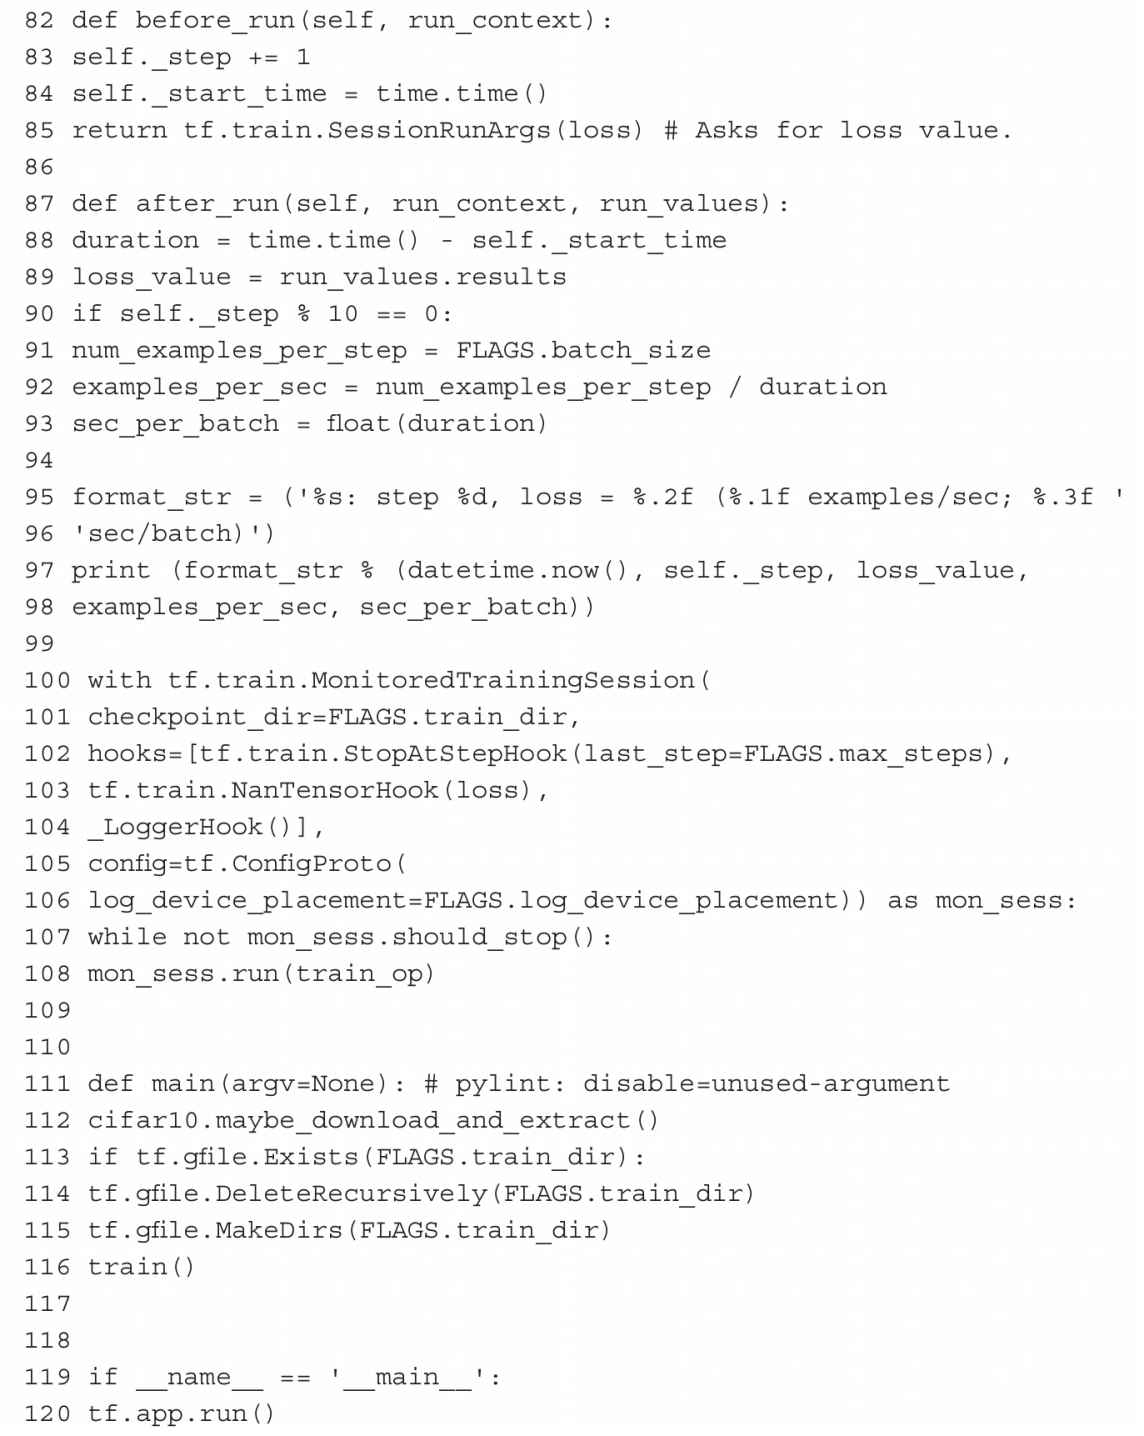 82 def before_run(self, run_context):
83 self._step += 1
84 self._start_time = time.time()
85 return tf.train.SessionRunArgs(loss) # Asks for loss value.
86
87 def after_run(self, run_context, run_values):
88 duration = time.time() - self._start_time
89 loss_value = run_values.results
90 if self._step % 10 == 0:
91 num_examples_per_step = FLAGS.batch_size
92 examples_per_sec = num_examples_per_step / duration
93 sec_per_batch = float(duration)
94
95 format_str = ('%s: step %d, loss = %.2f (%.1f examples/sec; %.3f '
96 'sec/batch)')
97 print (format_str % (datetime.now(), self._step, loss_value,
98 examples_per_sec, sec_per_batch))
99
100 with tf.train.MonitoredTrainingSession(
101 checkpoint_dir=FLAGS.train_dir,
102 hooks=[tf.train.StopAtStepHook(last_step=FLAGS.max_steps),
103 tf.train.NanTensorHook(loss),
104 _LoggerHook()],
105 config=tf.ConfigProto(
106 log_device_placement=FLAGS.log_device_placement)) as mon_sess:
107 while not mon_sess.should_stop():
108 mon_sess.run(train_op)
109
110
111 def main(argv=None): # pylint: disable=unused-argument
112 cifar10.maybe_download_and_extract()
113 if tf.gfile.Exists(FLAGS.train_dir):
114 tf.gfile.DeleteRecursively(FLAGS.train_dir)
115 tf.gfile.MakeDirs(FLAGS.train_dir)
116 train()
117
118
119 if __name__ == '__main__':
120 tf.app.run()